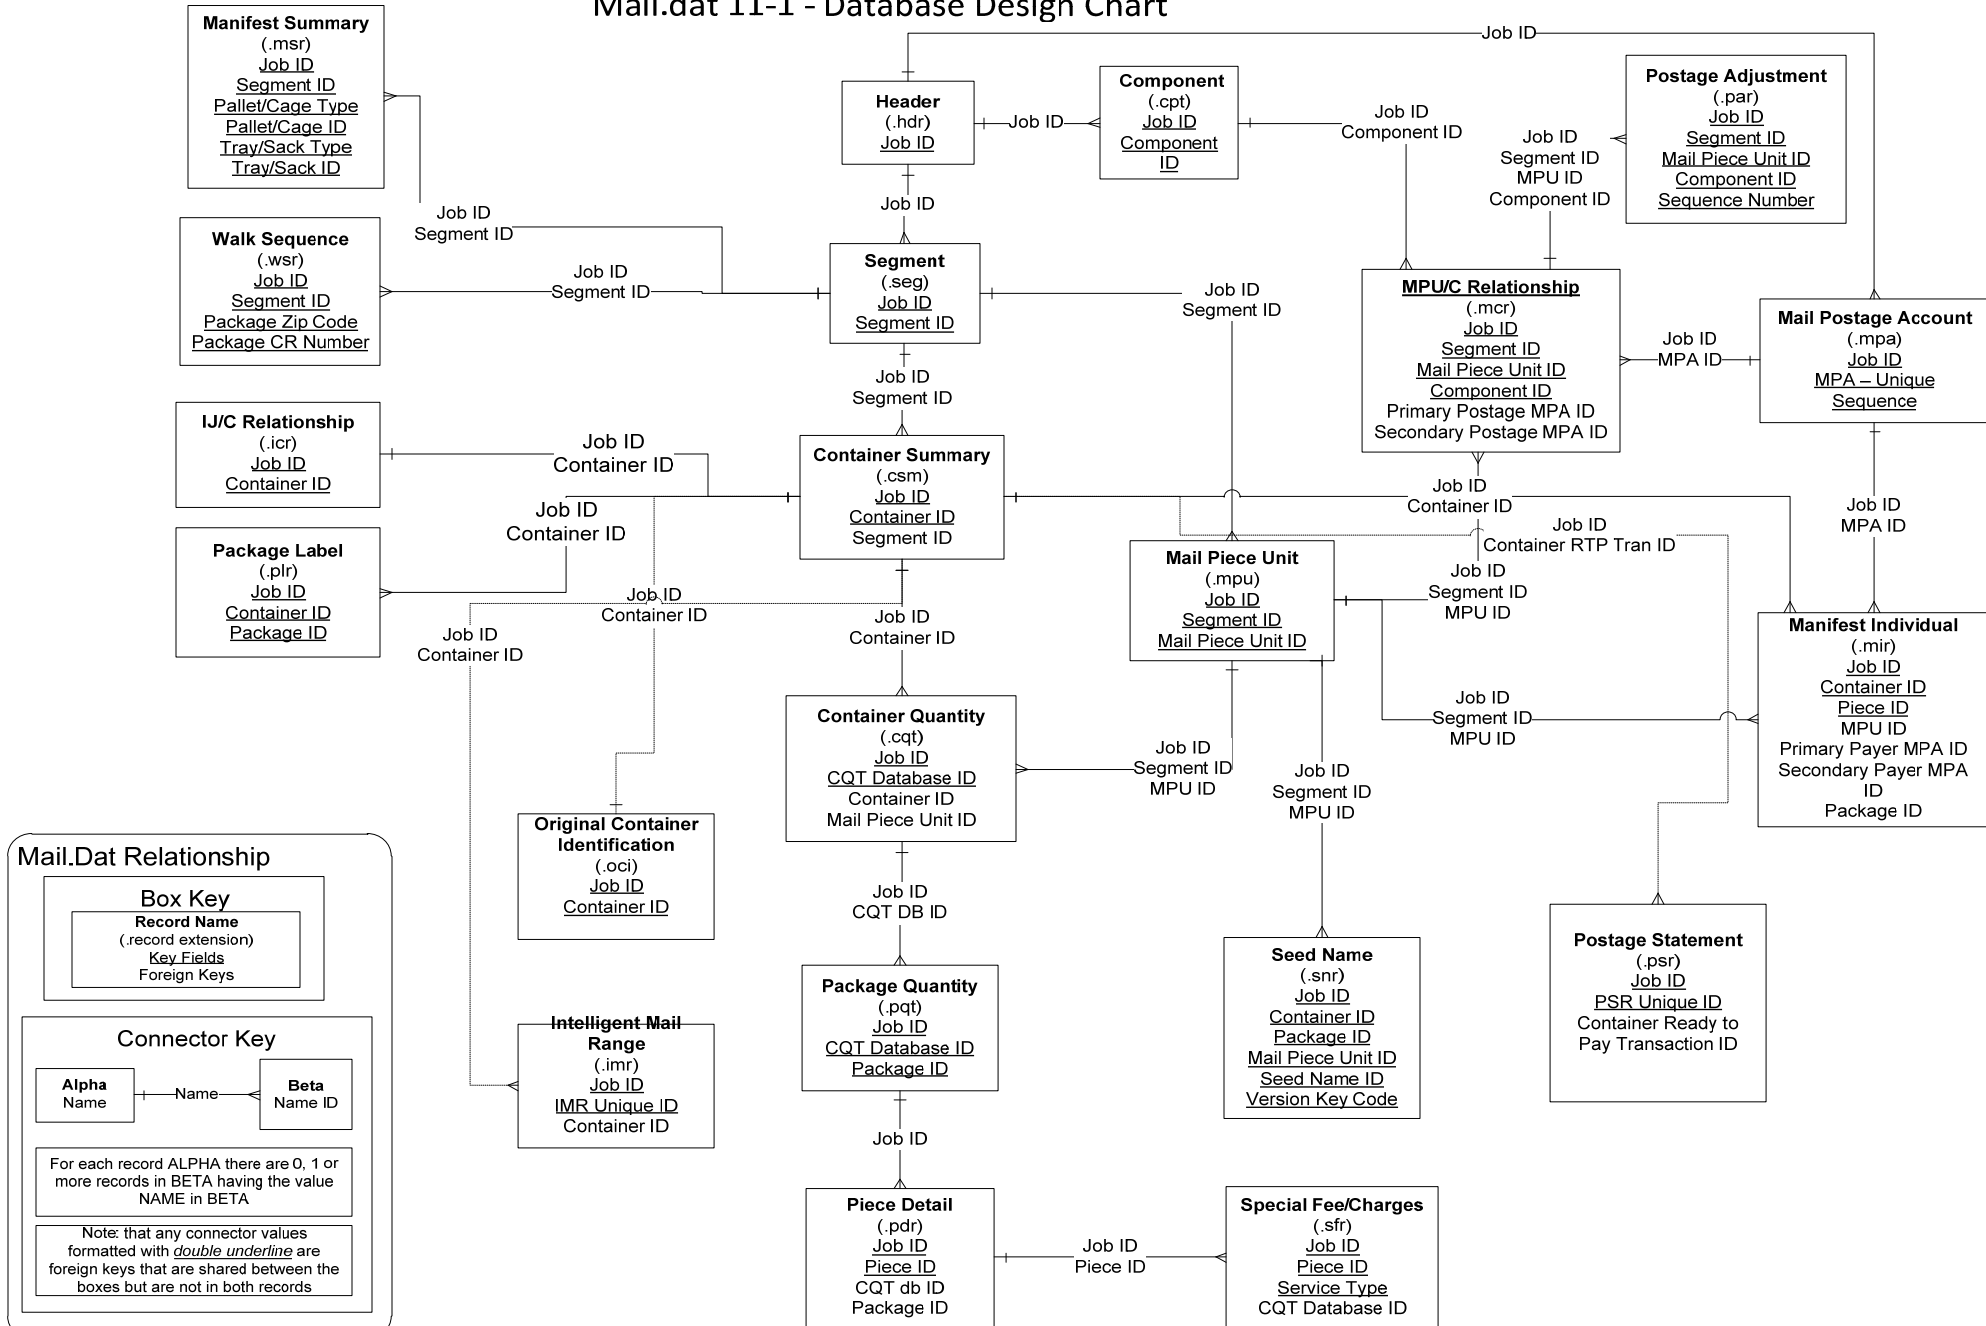 Mail.dat 11-1 - Database Design Chart
Manifest Summary
(.msr)
Job ID
Segment ID
Pallet/Cage Type
Pallet/Cage ID
Tray/Sack Type
Tray/Sack ID
Job ID
Segment ID
Header
(.hdr)
Job ID
Job ID
Job ID
Component
(.cpt)
Job ID
Component
ID
Job ID
Component ID
Job ID
Postage Adjustment
(.par)
Job ID
Segment ID
Mail Piece Unit ID
Component ID
Sequence Number
Job ID
Segment ID
MPU ID
Component ID
Walk Sequence
(.wsr)
Job ID
Segment ID
Package Zip Code
Package CR Number
Job ID
Segment ID
Segment
(.seg)
Job ID
Segment ID
Job ID
Segment ID
Job ID
Segment ID
MPU/C Relationship
(.mcr)
Job ID
Segment ID
Mail Piece Unit ID
Component ID
Primary Postage MPA ID
Secondary Postage MPA ID
Job ID
MPA ID
Mail Postage Account
(.mpa)
Job ID
MPA – Unique
Sequence
Job ID
MPA ID
IJ/C Relationship
(.icr)
Job ID
Container ID
Job ID
Container ID
Container Summary
(.csm)
Job ID
Container ID
Segment ID
Job ID
Container ID
Job ID
Container RTP Tran ID
Package Label
(.plr)
Job ID
Container ID
Package ID
Job ID
Container ID
Job ID
Container ID
Job ID
Container ID
Job ID
Container ID
Mail Piece Unit
(.mpu)
Job ID
Segment ID
Mail Piece Unit ID
Job ID
Segment ID
MPU ID
Job ID
Segment ID
MPU ID
Manifest Individual
(.mir)
Job ID
Container ID
Piece ID
MPU ID
Primary Payer MPA ID
Secondary Payer MPA
ID
Package ID
Container Quantity
(.cqt)
Job ID
CQT Database ID
Container ID
Mail Piece Unit ID
Job ID
Segment ID
MPU ID
Job ID
Segment ID
MPU ID
Original Container
Identification
(.oci)
Job ID
Container ID
Job ID
CQT DB ID
Package Quantity
(.pqt)
Job ID
CQT Database ID
Package ID
Seed Name
(.snr)
Job ID
Container ID
Package ID
Mail Piece Unit ID
Seed Name ID
Version Key Code
Postage Statement
(.psr)
Job ID
PSR Unique ID
Container Ready to
Pay Transaction ID
Intelligent Mail
Range
(.imr)
Job ID
IMR Unique ID
Container ID
Job ID
Piece Detail
(.pdr)
Job ID
Piece ID
CQT db ID
Package ID
Job ID
Piece ID
Special Fee/Charges
(.sfr)
Job ID
Piece ID
Service Type
CQT Database ID
Mail.Dat Relationship
Box Key
Record Name
(.record extension)
Key Fields
Foreign Keys
Connector Key
Alpha
Name
Name
Beta
Name ID
For each record ALPHA there are 0, 1 or
more records in BETA having the value
NAME in BETA
Note: that any connector values
formatted with double underline are
foreign keys that are shared between the
boxes but are not in both records